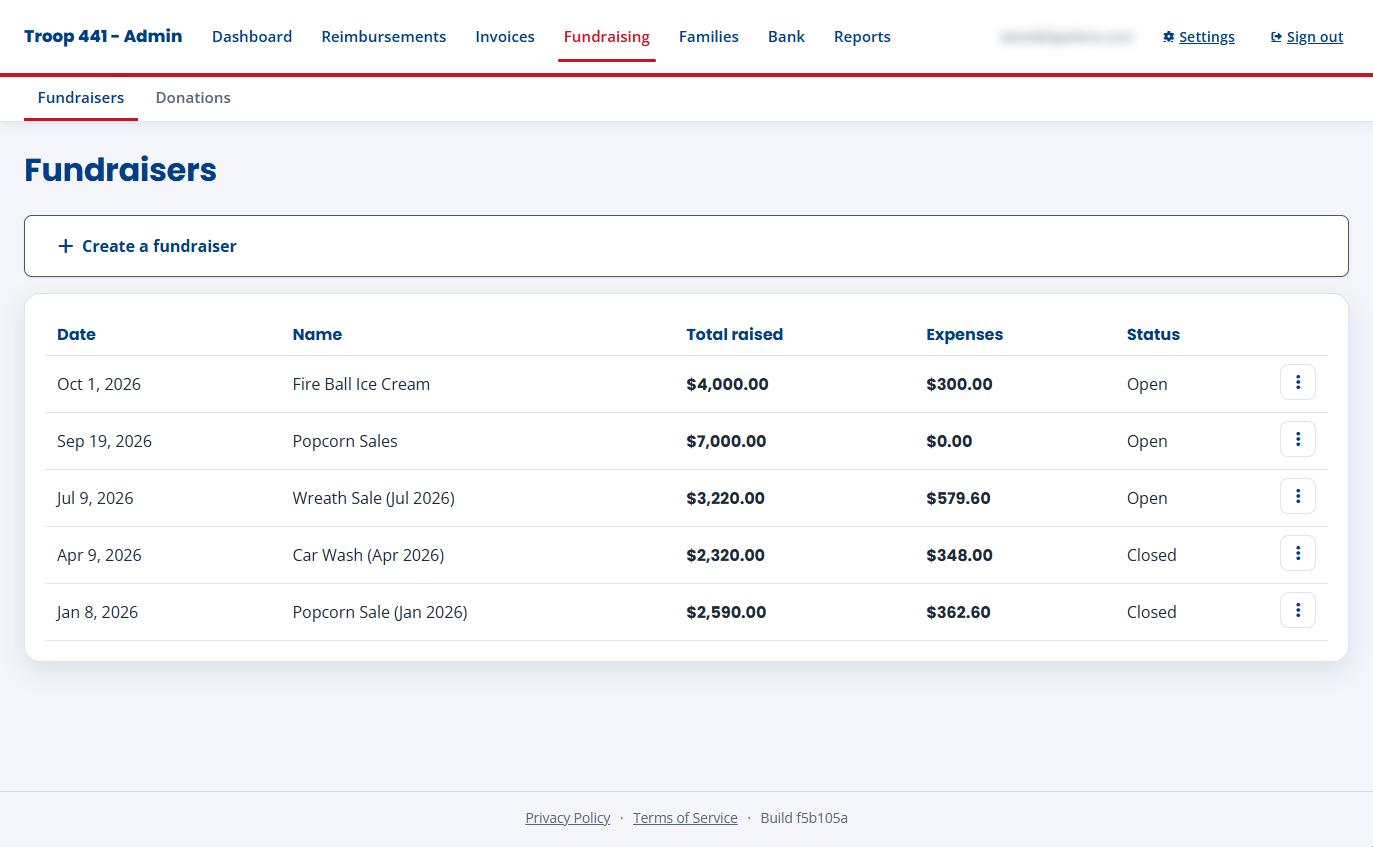 Troop 441 – Admin Dashboard Reimbursements Invoices Fundraising Families Bank Reports Settings Sign out
Fundraisers Donations
Fundraisers
+ Create a fundraiser
Date Name Total raised Expenses Status
Oct 1, 2026 Fire Ball Ice Cream $4,000.00 $300.00 Open
Sep 19, 2026 Popcorn Sales $7,000.00 $0.00 Open
Jul 9, 2026 Wreath Sale (Jul 2026) $3,220.00 $579.60 Open
Apr 9, 2026 Car Wash (Apr 2026) $2,320.00 $348.00 Closed
Jan 8, 2026 Popcorn Sale (Jan 2026) $2,590.00 $362.60 Closed
Privacy Policy · Terms of Service · Build f5b105a